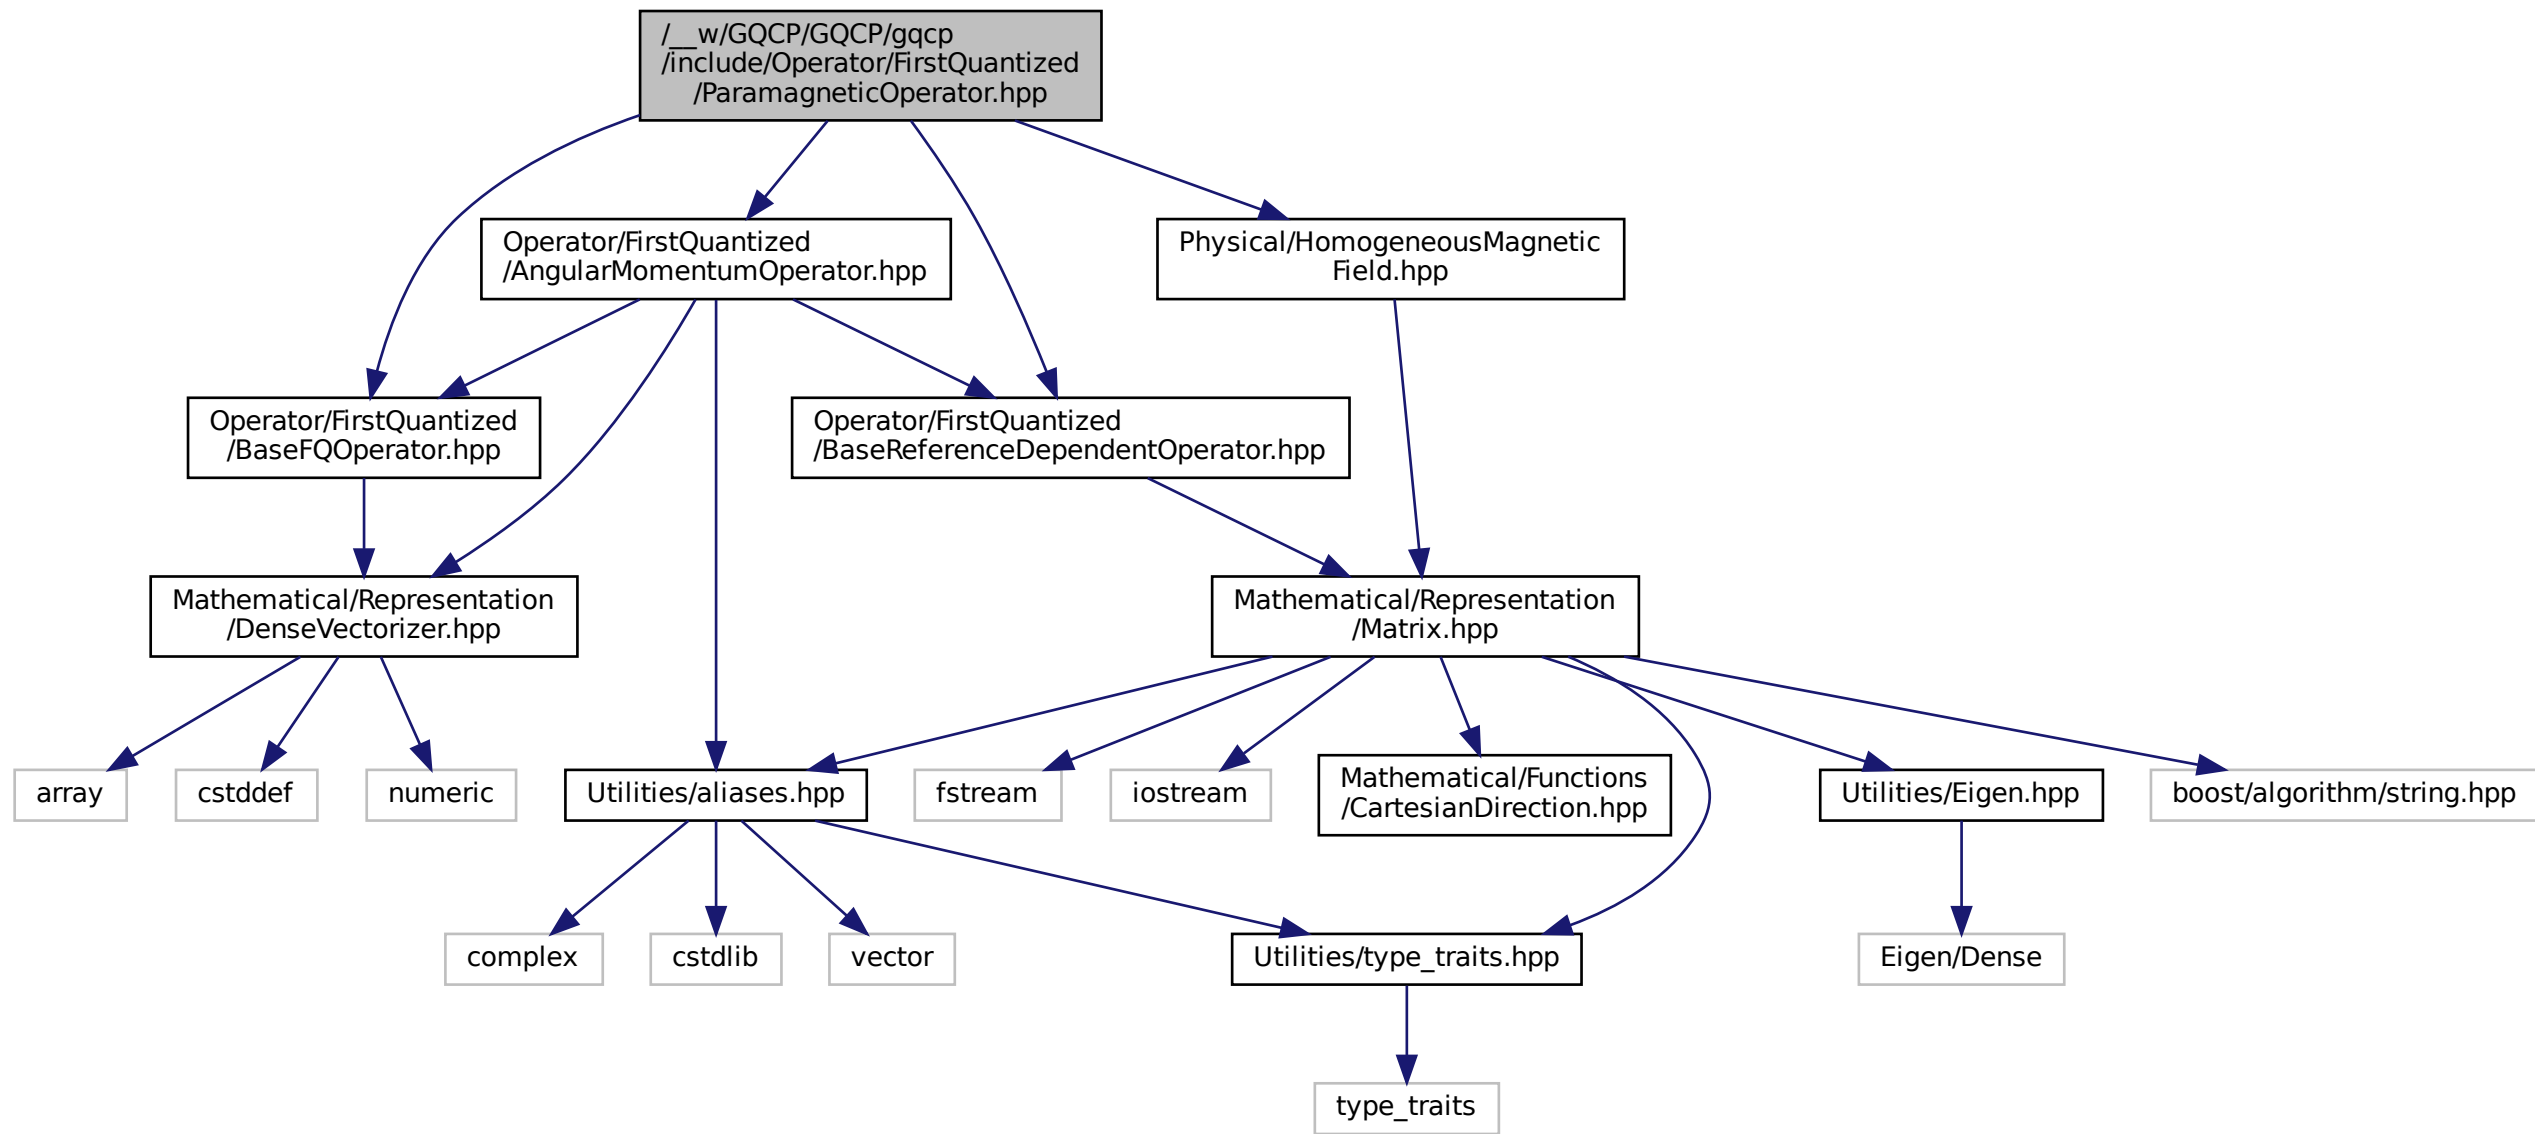 /__w/GQCP/GQCP/gqcp
/include/Operator/FirstQuantized
/ParamagneticOperator.hpp
Operator/FirstQuantized
/AngularMomentumOperator.hpp
Physical/HomogeneousMagnetic
Field.hpp
Operator/FirstQuantized
/BaseFQOperator.hpp
Operator/FirstQuantized
/BaseReferenceDependentOperator.hpp
Mathematical/Representation
/DenseVectorizer.hpp
Mathematical/Representation
/Matrix.hpp
array
cstddef
numeric
Utilities/aliases.hpp
fstream
iostream
Mathematical/Functions
/CartesianDirection.hpp
Utilities/Eigen.hpp
boost/algorithm/string.hpp
complex
cstdlib
vector
Utilities/type_traits.hpp
Eigen/Dense
type_traits